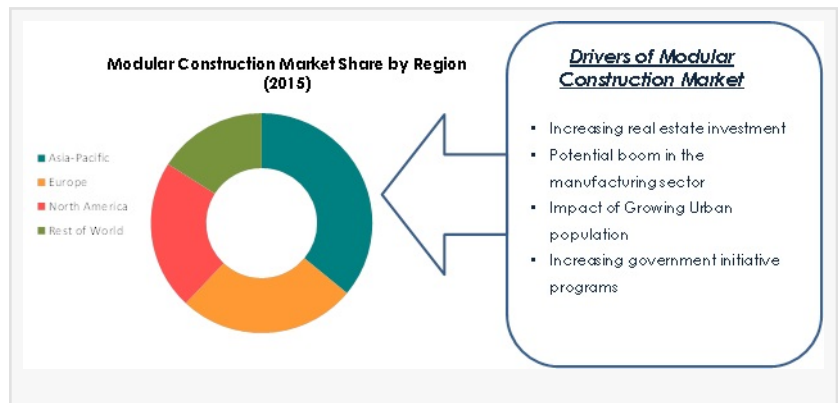 Modular Construction Market Share by Region
(2015)
Asia-Pacific
Europe
North America
Rest of World
Drivers of Modular
Construction Market
Increasing real estate investment
Potential boom in the
manufacturing sector
Impact of Growing Urban
population
Increasing government initiative
programs